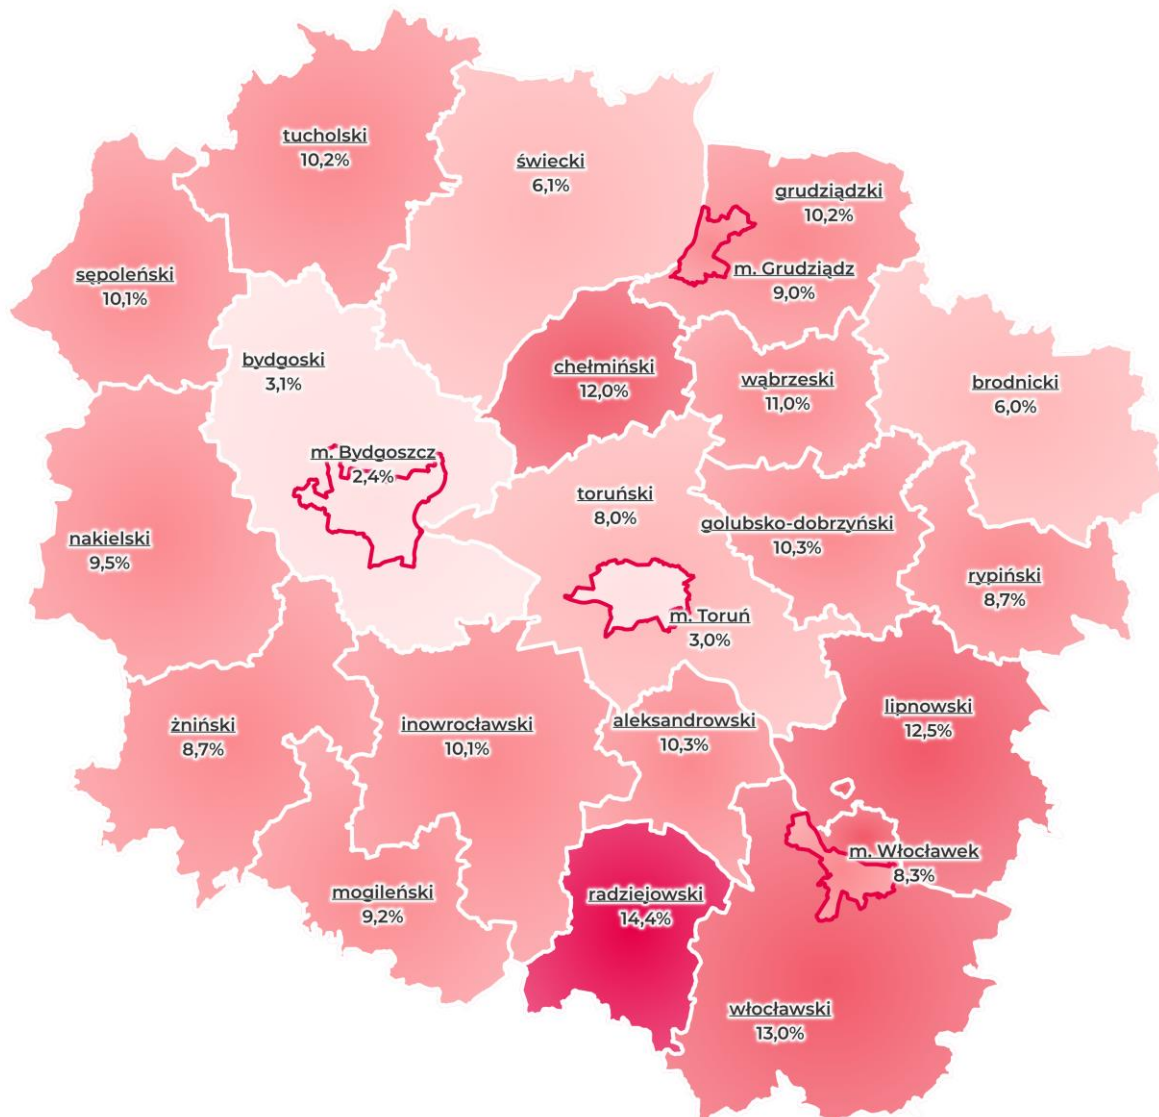 tucholski
10,2%
świecki
6,1%
grudziądzki
10,2%
sępoleński
10,1%
m. Grudziądz
9,0%
bydgoski
3,1%
chełmiński
12,0%
wąbrzeski
11,0%
brodnicki
6,0%
m. Bydgoszcz
2,4%
toruński
8,0%
golubsko-dobrzyński
10,3%
nakielski
9,5%
rypiński
8,7%
m. Toruń
3,0%
żniński
8,7%
inowrocławski
10,1%
aleksandrowski
10,3%
lipnowski
12,5%
m. Włocławek
8,3%
mogileński
9,2%
radziejowski
14,4%
włocławski
13,0%